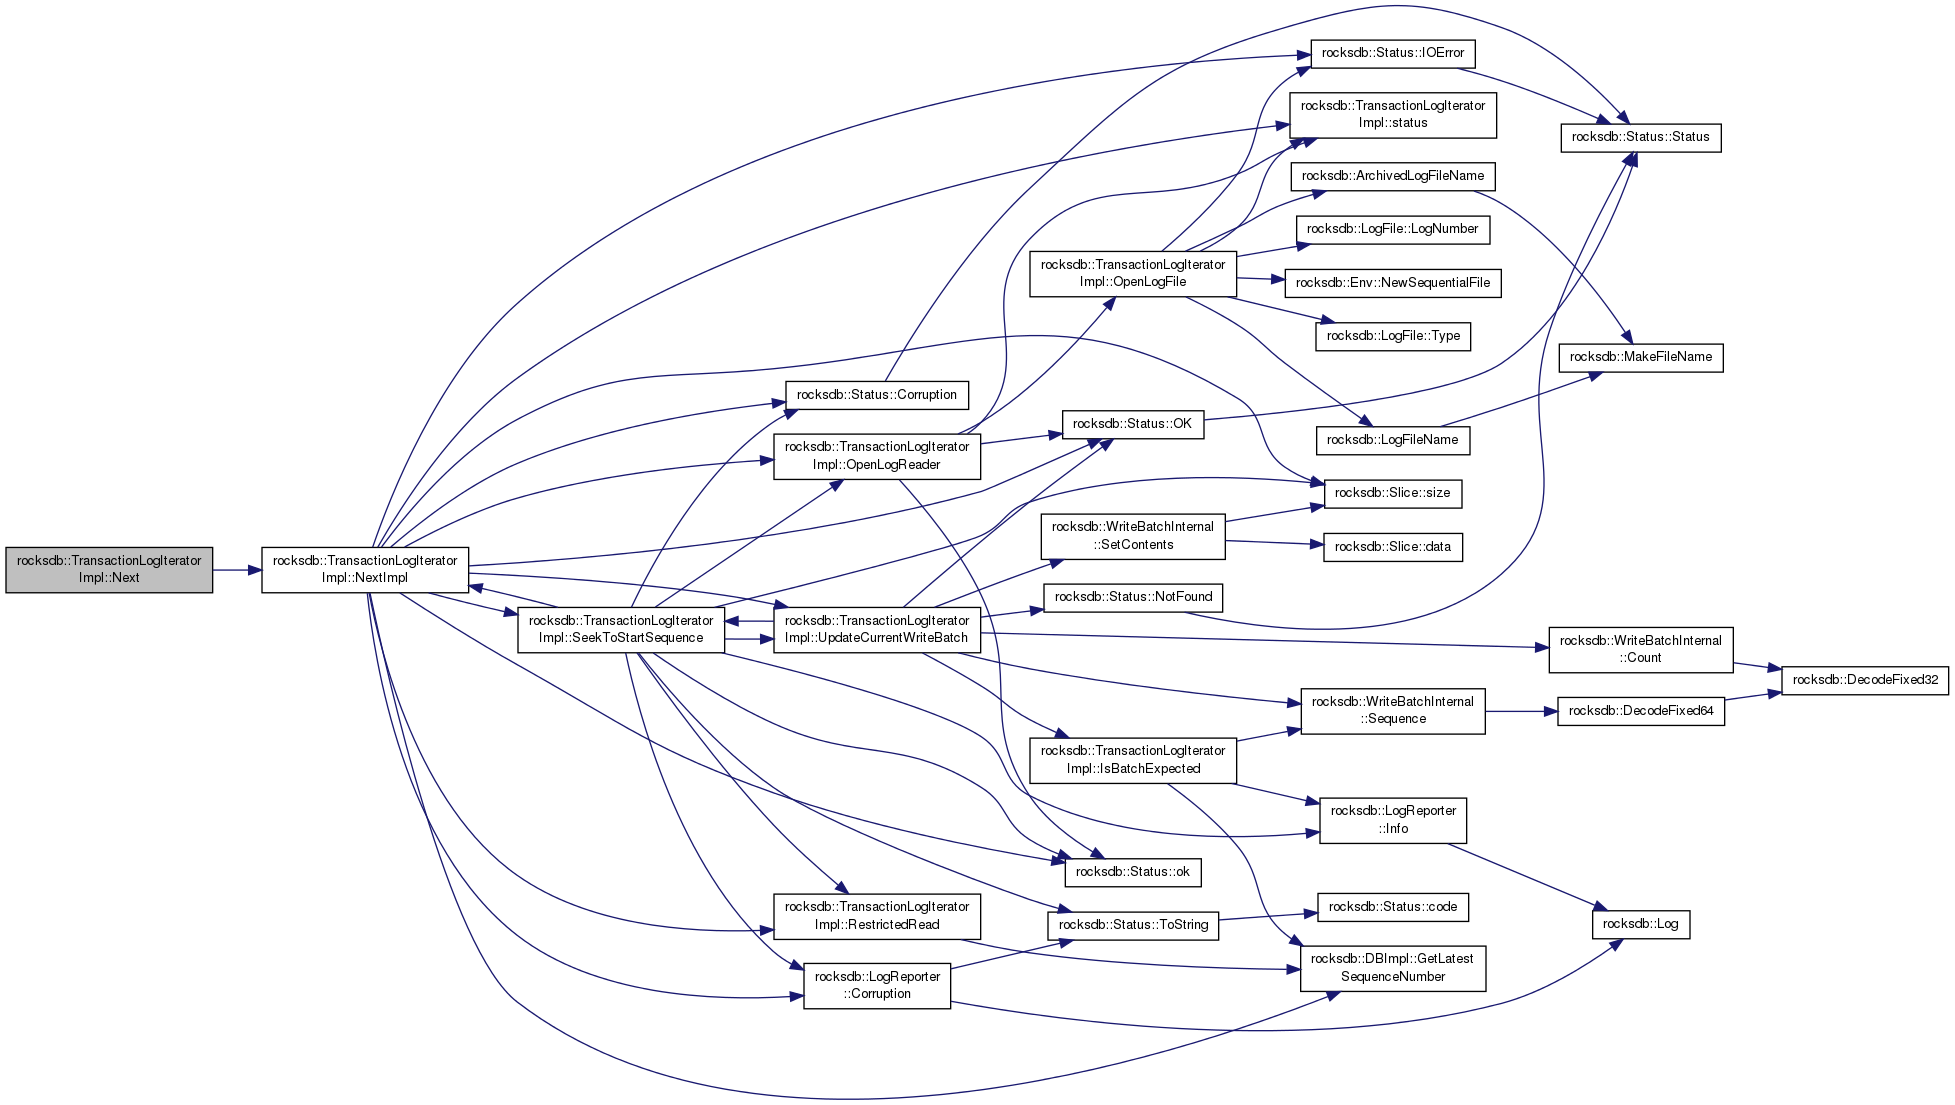 rocksdb::TransactionLogIterator
Impl::Next
rocksdb::TransactionLogIterator
Impl::NextImpl
rocksdb::TransactionLogIterator
Impl::SeekToStartSequence
rocksdb::Status::Corruption
rocksdb::TransactionLogIterator
Impl::OpenLogReader
rocksdb::TransactionLogIterator
Impl::UpdateCurrentWriteBatch
rocksdb::TransactionLogIterator
Impl::RestrictedRead
rocksdb::LogReporter
::Corruption
rocksdb::TransactionLogIterator
Impl::OpenLogFile
rocksdb::Status::OK
rocksdb::WriteBatchInternal
::SetContents
rocksdb::Status::NotFound
rocksdb::TransactionLogIterator
Impl::IsBatchExpected
rocksdb::Status::ok
rocksdb::Status::ToString
rocksdb::Status::IOError
rocksdb::TransactionLogIterator
Impl::status
rocksdb::ArchivedLogFileName
rocksdb::LogFile::LogNumber
rocksdb::Env::NewSequentialFile
rocksdb::LogFile::Type
rocksdb::LogFileName
rocksdb::Slice::size
rocksdb::Slice::data
rocksdb::WriteBatchInternal
::Sequence
rocksdb::LogReporter
::Info
rocksdb::Status::code
rocksdb::DBImpl::GetLatest
SequenceNumber
rocksdb::Status::Status
rocksdb::MakeFileName
rocksdb::WriteBatchInternal
::Count
rocksdb::DecodeFixed64
rocksdb::Log
rocksdb::DecodeFixed32